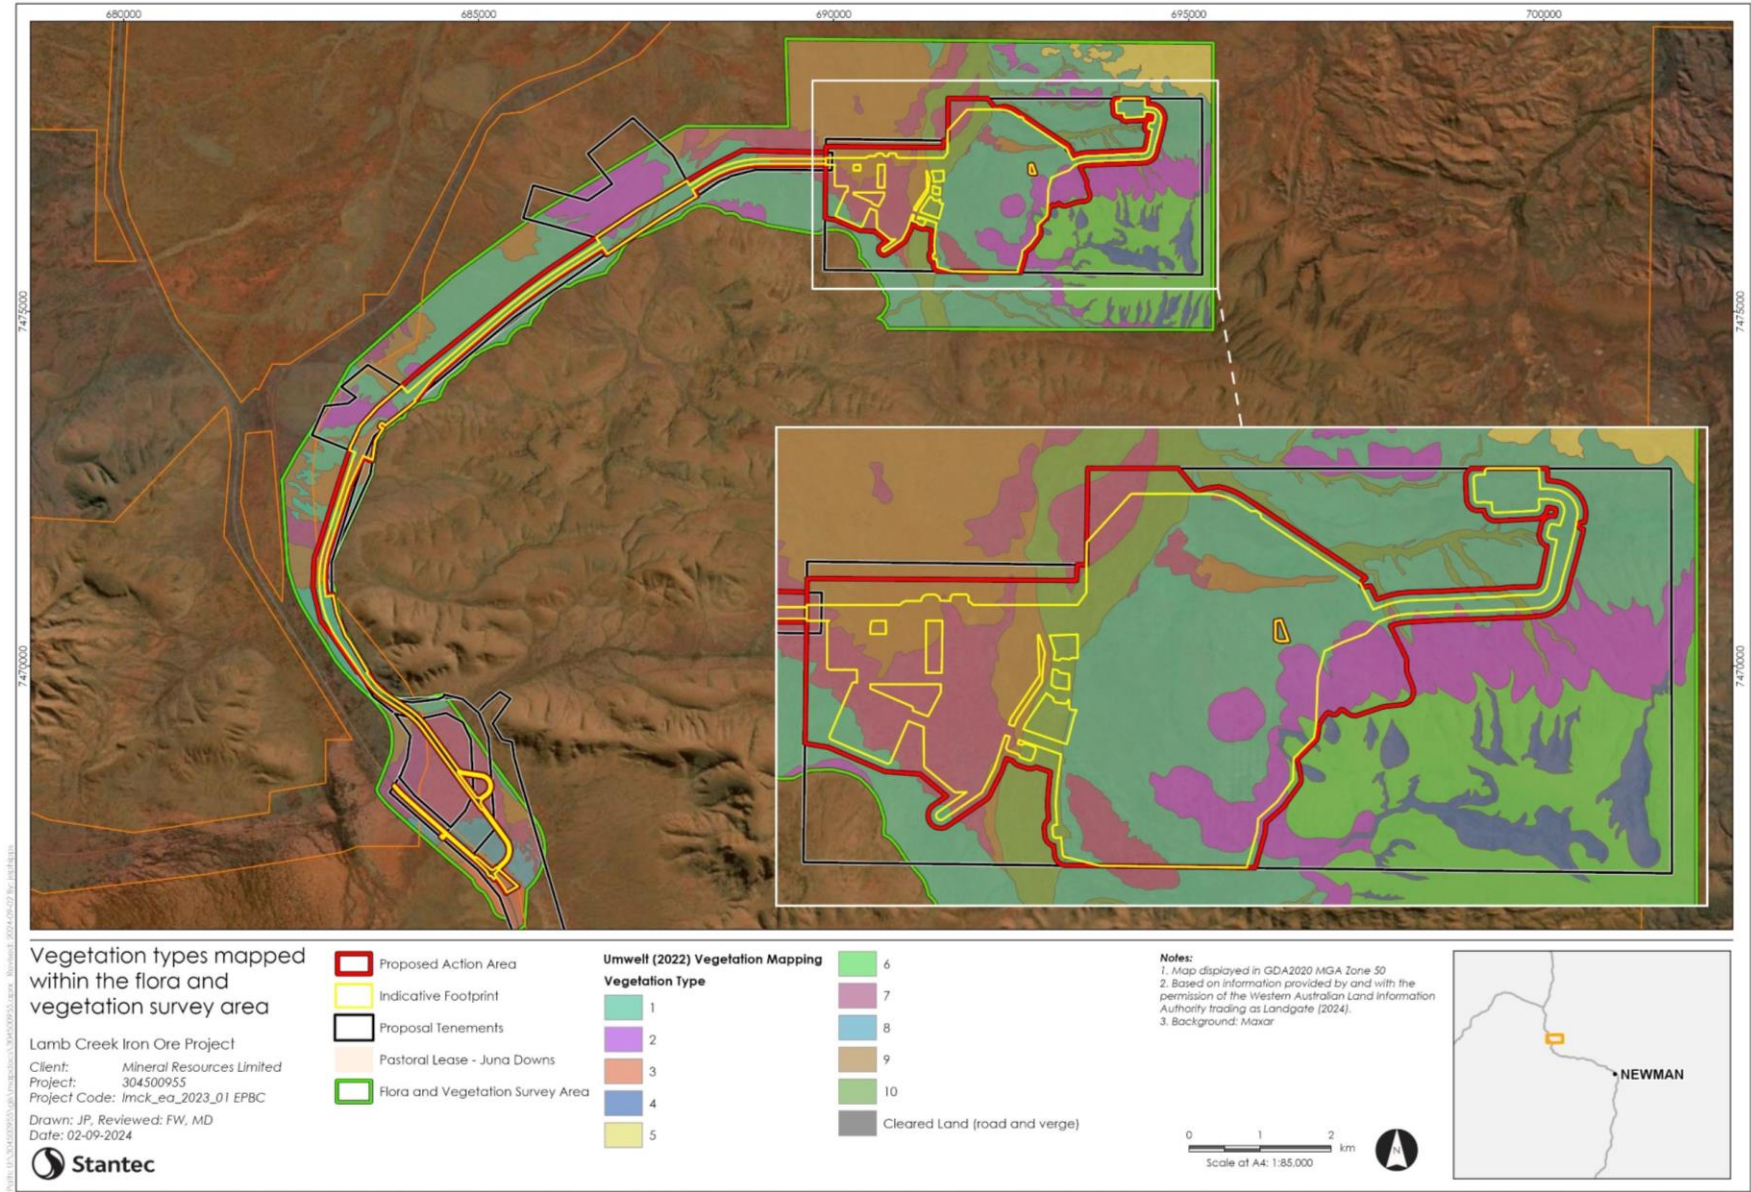 680000
685000
690000
695000
700000
7475000
7475000
7470000
7470000
Vegetation types mapped
within the flora and
vegetation survey area
Lamb Creek Iron Ore Project
Client: Mineral Resources Limited
Project: 304500955
Project Code: lmck_ea_2023_01 EPBC
Drawn: JP, Reviewed: FW, MD
Date: 02-09-2024
Stantec
Proposed Action Area
Indicative Footprint
Proposal Tenements
Pastoral Lease - Juna Downs
Flora and Vegetation Survey Area
Umwelt (2022) Vegetation Mapping
Vegetation Type
1
2
3
4
5
6
7
8
9
10
Cleared Land (road and verge)
Notes:
1. Map displayed in GDA2020 MGA Zone 50
2. Based on information provided by and with the
permission of the Western Australian Land Information
Authority trading as Landgate (2024).
3. Background: Maxar
0 1 2
km
Scale at A4: 1:85,000
N
NEWMAN